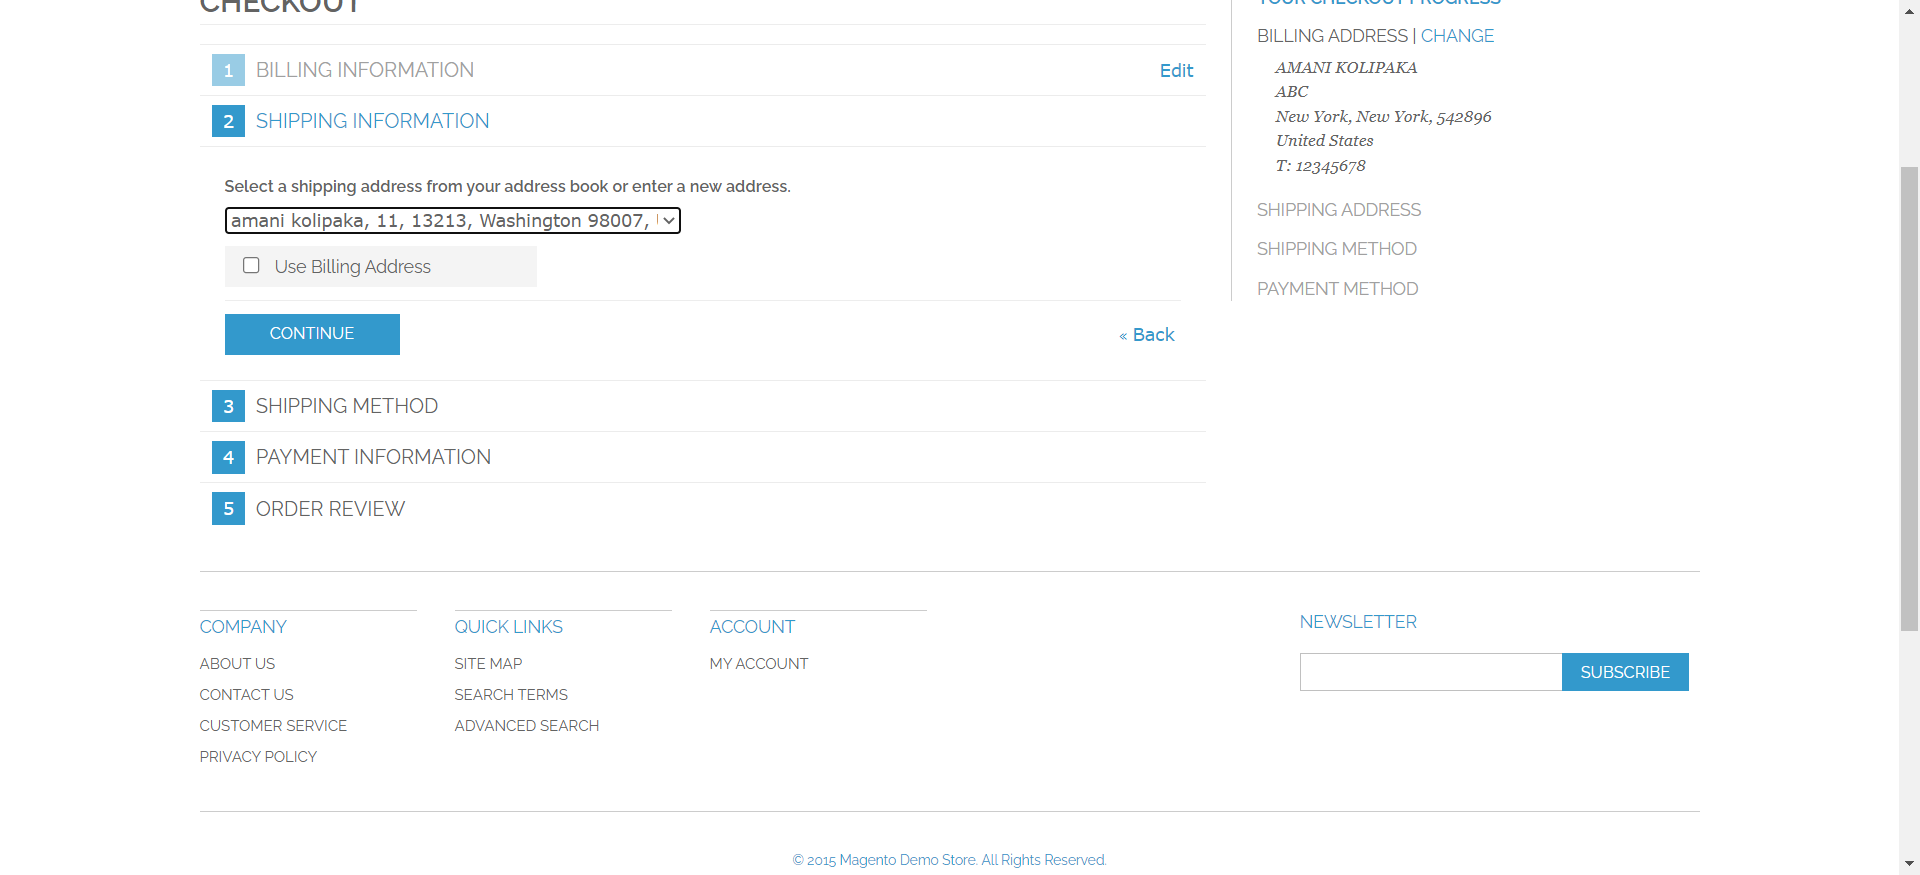 CHECKOUT
1 BILLING INFORMATION Edit
2 SHIPPING INFORMATION
Select a shipping address from your address book or enter a new address.
amani kolipaka, 11, 13213, Washington 98007,
Use Billing Address
CONTINUE
« Back
3 SHIPPING METHOD
4 PAYMENT INFORMATION
5 ORDER REVIEW
YOUR CHECKOUT PROGRESS
BILLING ADDRESS | CHANGE
AMANI KOLIPAKA
ABC
New York, New York, 542896
United States
T: 12345678
SHIPPING ADDRESS
SHIPPING METHOD
PAYMENT METHOD
COMPANY
ABOUT US
CONTACT US
CUSTOMER SERVICE
PRIVACY POLICY
QUICK LINKS
SITE MAP
SEARCH TERMS
ADVANCED SEARCH
ACCOUNT
MY ACCOUNT
NEWSLETTER
SUBSCRIBE
© 2015 Magento Demo Store. All Rights Reserved.